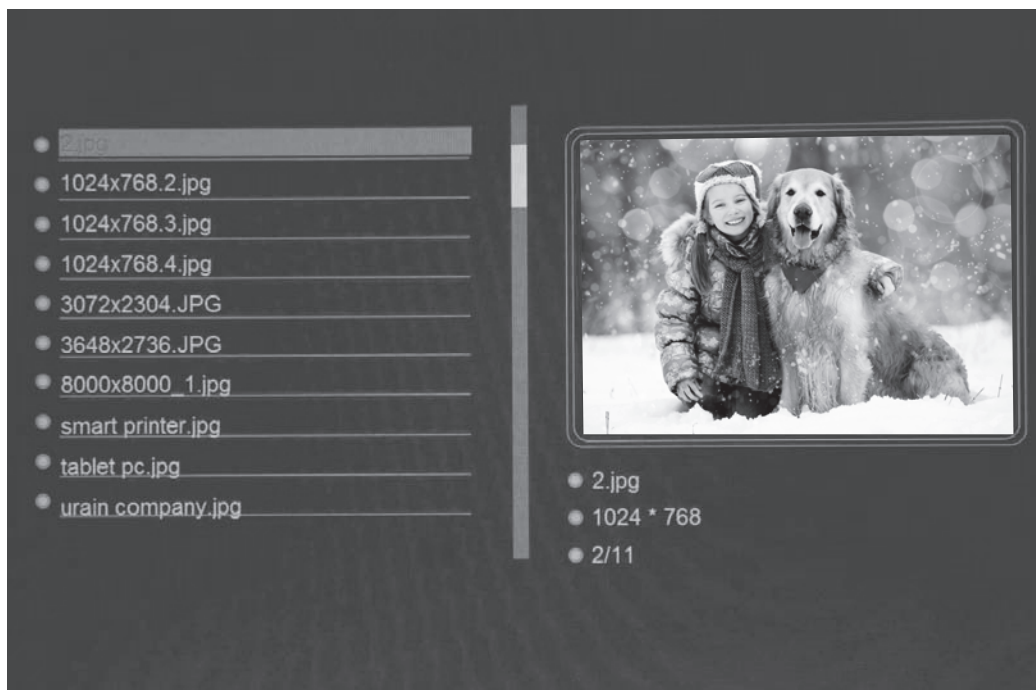 2.jpg
1024x768.2.jpg
1024x768.3.jpg
1024x768.4.jpg
3072x2304.JPG
3648x2736.JPG
8000x8000_1.jpg
smart printer.jpg
tablet pc.jpg
urain company.jpg
2.jpg
1024 * 768
2/11